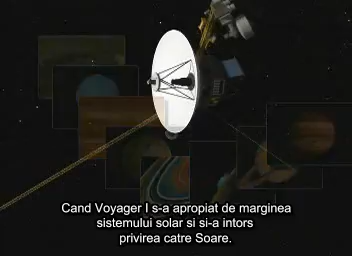 Cand Voyager I s-a apropiat de marginea
sistemului solar si si-a intors
privirea catre Soare.